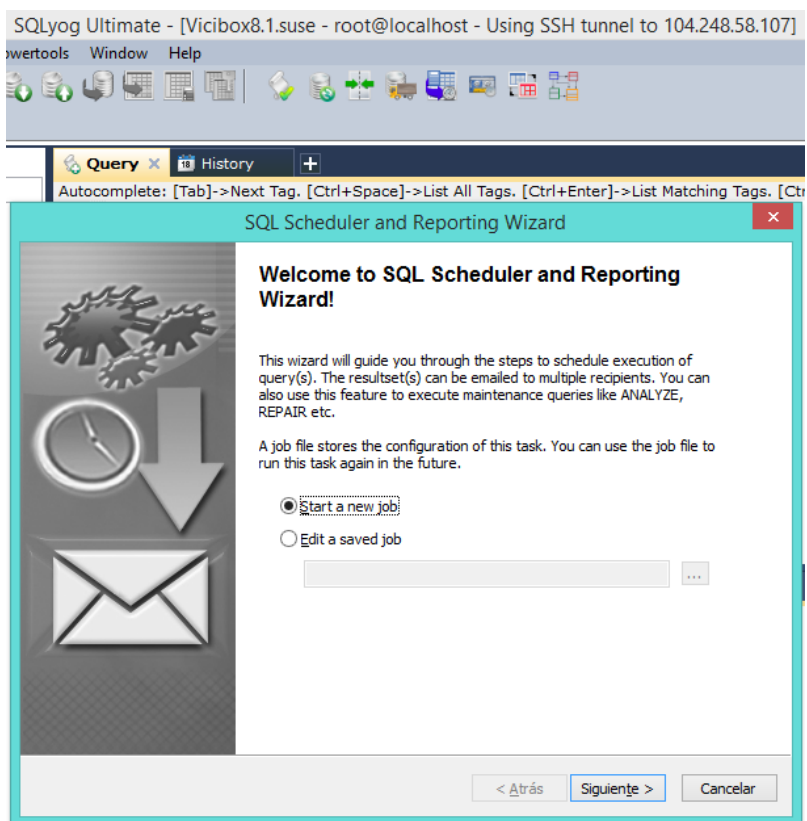 SQLyog Ultimate - [Vicibox8.1.suse - root@localhost - Using SSH tunnel to 104.248.58.107]
owertools Window Help
Query × History +
Autocomplete: [Tab]->Next Tag. [Ctrl+Space]->List All Tags. [Ctrl+Enter]->List Matching Tags. [Ctr
SQL Scheduler and Reporting Wizard
Welcome to SQL Scheduler and Reporting
Wizard!
This wizard will guide you through the steps to schedule execution of
query(s). The resultset(s) can be emailed to multiple recipients. You can
also use this feature to execute maintenance queries like ANALYZE,
REPAIR etc.
A job file stores the configuration of this task. You can use the job file to
run this task again in the future.
Start a new job
Edit a saved job
...
< Atrás Siguiente > Cancelar